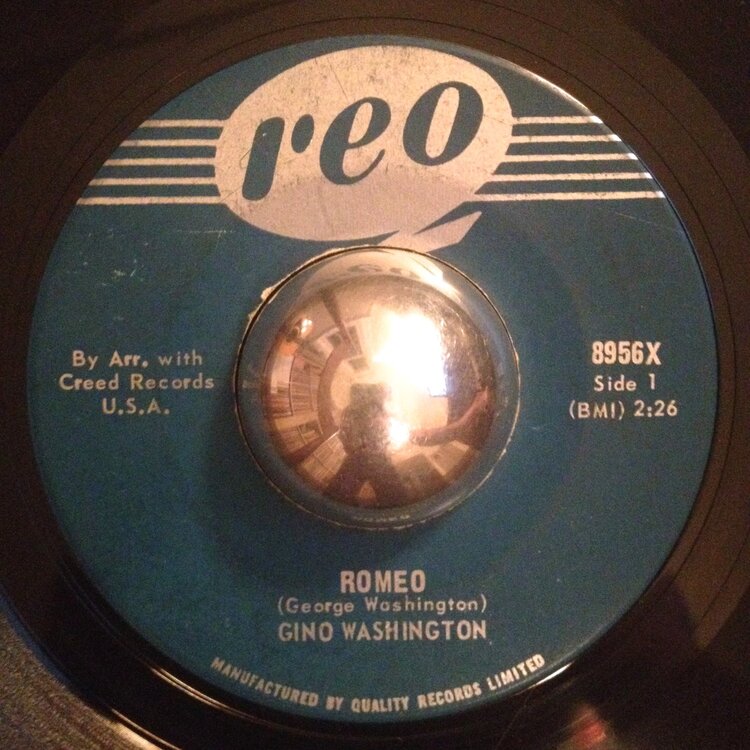 reo
By Arr. with
Creed Records
U.S.A.
8956X
Side 1
(BMI) 2:26
ROMEO
(George Washington)
GINO WASHINGTON
MANUFACTURED BY QUALITY RECORDS LIMITED